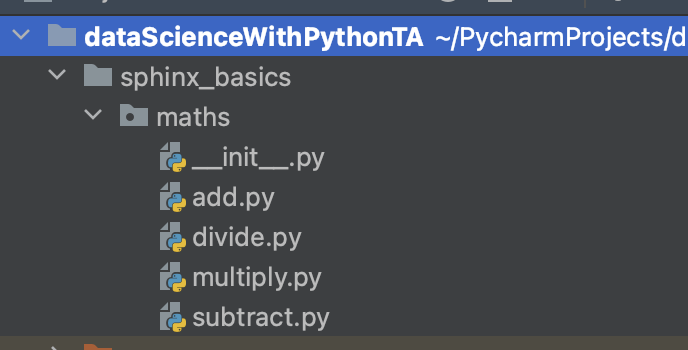 dataScienceWithPythonTA ~/PycharmProjects/d
sphinx_basics
maths
__init__.py
add.py
divide.py
multiply.py
subtract.py